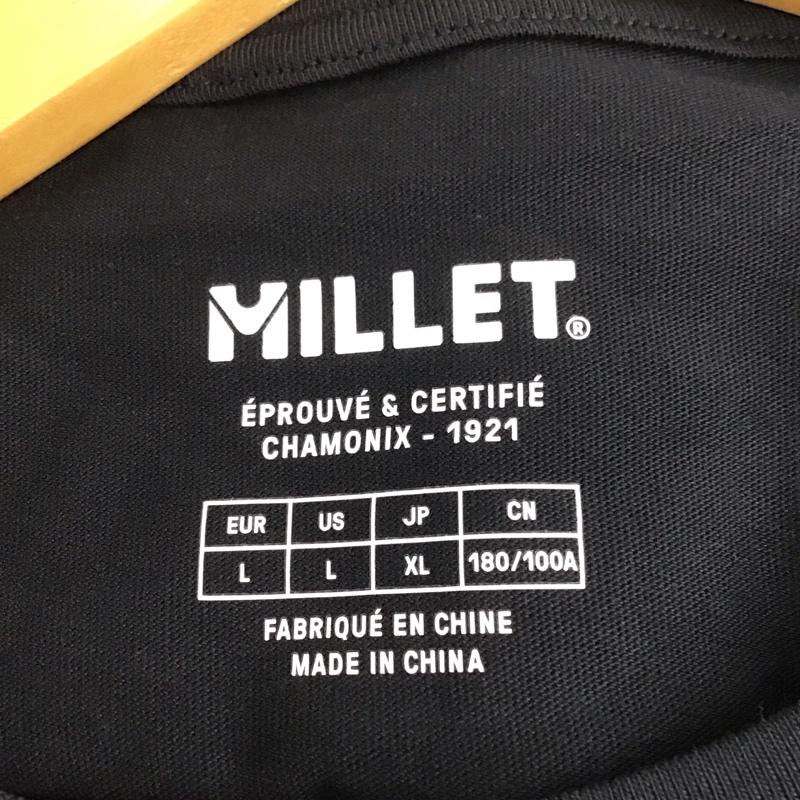 MILLET®
ÉPROUVÉ & CERTIFIÉ
CHAMONIX - 1921
EUR US JP CN
L L XL 180/100A
FABRIQUÉ EN CHINE
MADE IN CHINA